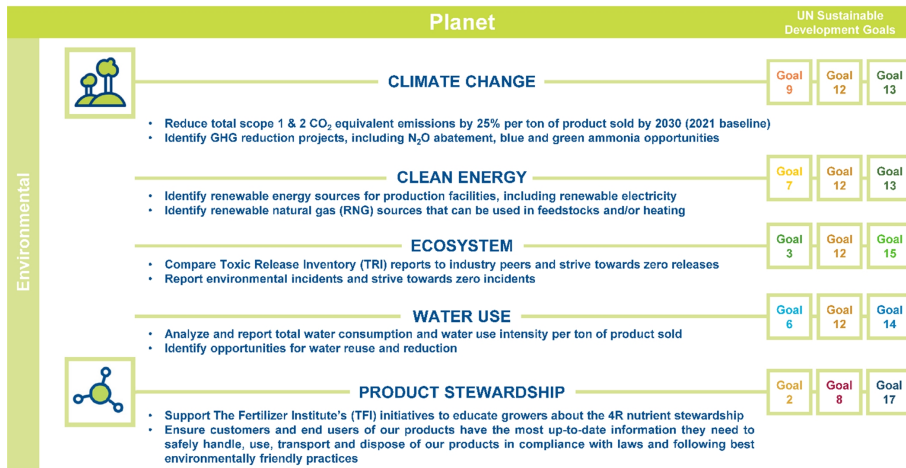 Planet
UN Sustainable
Development Goals
Environmental
CLIMATE CHANGE
Goal
9
Goal
12
Goal
13
• Reduce total scope 1 & 2 CO₂ equivalent emissions by 25% per ton of product sold by 2030 (2021 baseline)
• Identify GHG reduction projects, including N₂O abatement, blue and green ammonia opportunities
CLEAN ENERGY
Goal
7
Goal
12
Goal
13
• Identify renewable energy sources for production facilities, including renewable electricity
• Identify renewable natural gas (RNG) sources that can be used in feedstocks and/or heating
ECOSYSTEM
Goal
3
Goal
12
Goal
15
• Compare Toxic Release Inventory (TRI) reports to industry peers and strive towards zero releases
• Report environmental incidents and strive towards zero incidents
WATER USE
Goal
6
Goal
12
Goal
14
• Analyze and report total water consumption and water use intensity per ton of product sold
• Identify opportunities for water reuse and reduction
PRODUCT STEWARDSHIP
Goal
2
Goal
8
Goal
17
• Support The Fertilizer Institute's (TFI) initiatives to educate growers about the 4R nutrient stewardship
• Ensure customers and end users of our products have the most up-to-date information they need to
safely handle, use, transport and dispose of our products in compliance with laws and following best
environmentally friendly practices